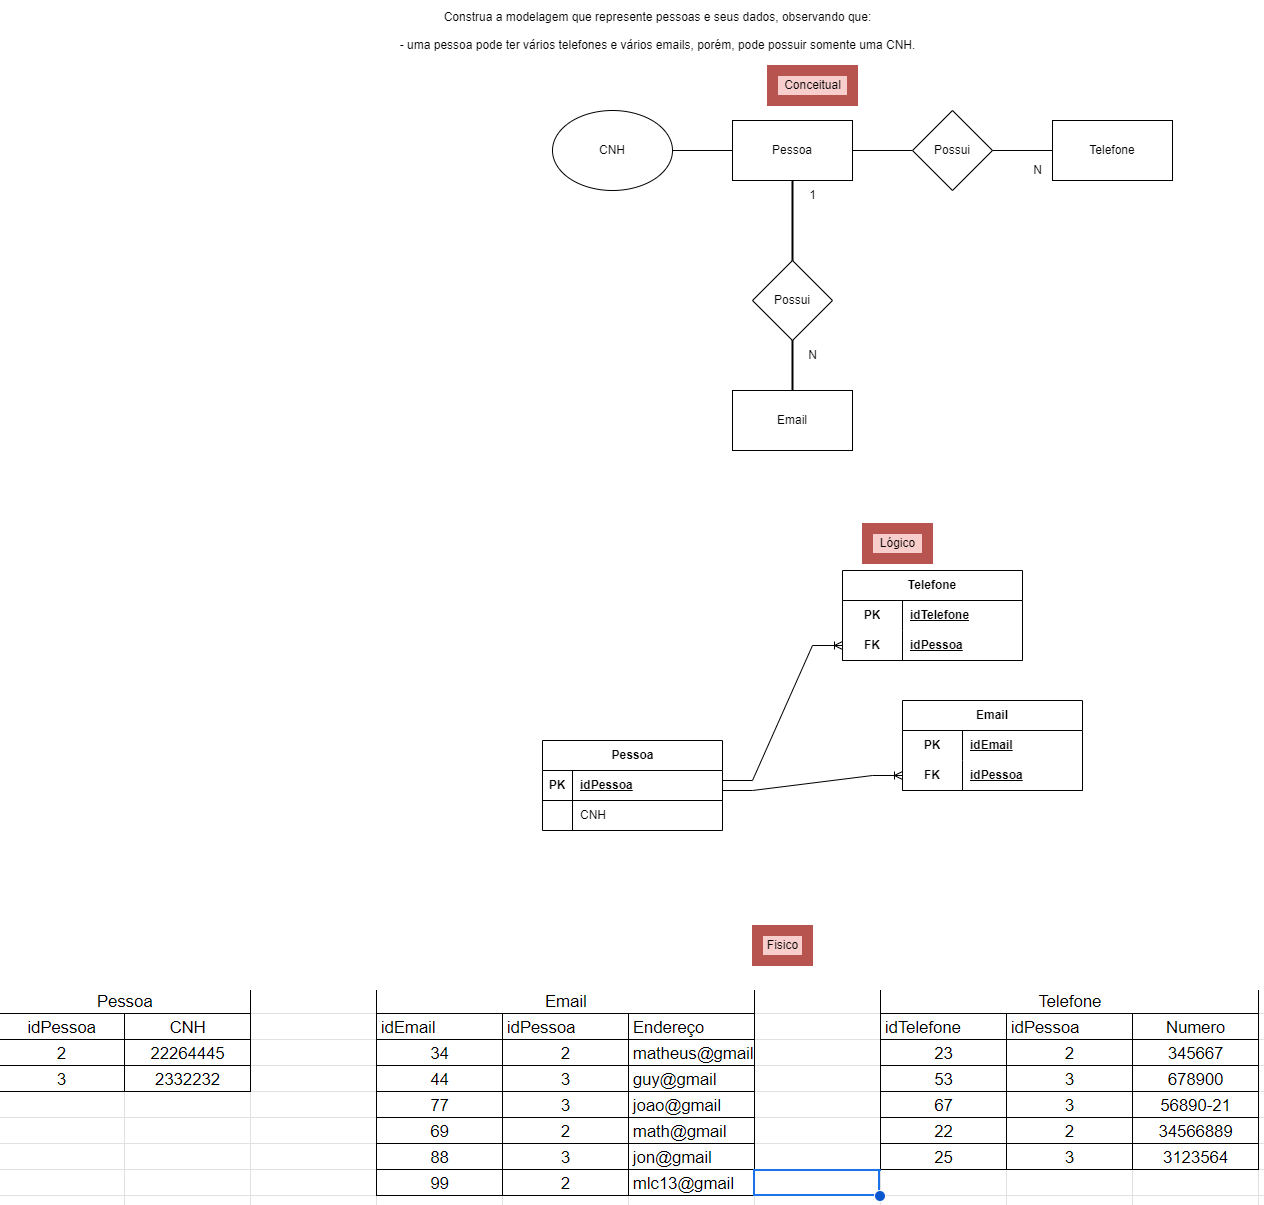 Construa a modelagem que represente pessoas e seus dados, observando que:
- uma pessoa pode ter vários telefones e vários emails, porém, pode possuir somente uma CNH.
Conceitual
CNH
Pessoa
Possui
Telefone
N
1
Possui
N
Email
Lógico
Telefone
PK idTelefone
FK idPessoa
Email
PK idEmail
FK idPessoa
Pessoa
PK idPessoa
CNH
Fisico
Pessoa
idPessoa CNH
2 22264445
3 2332232
Email
idEmail idPessoa Endereço
34 2 matheus@gmail
44 3 guy@gmail
77 3 joao@gmail
69 2 math@gmail
88 3 jon@gmail
99 2 mlc13@gmail
Telefone
idTelefone idPessoa Numero
23 2 345667
53 3 678900
67 3 56890-21
22 2 34566889
25 3 3123564